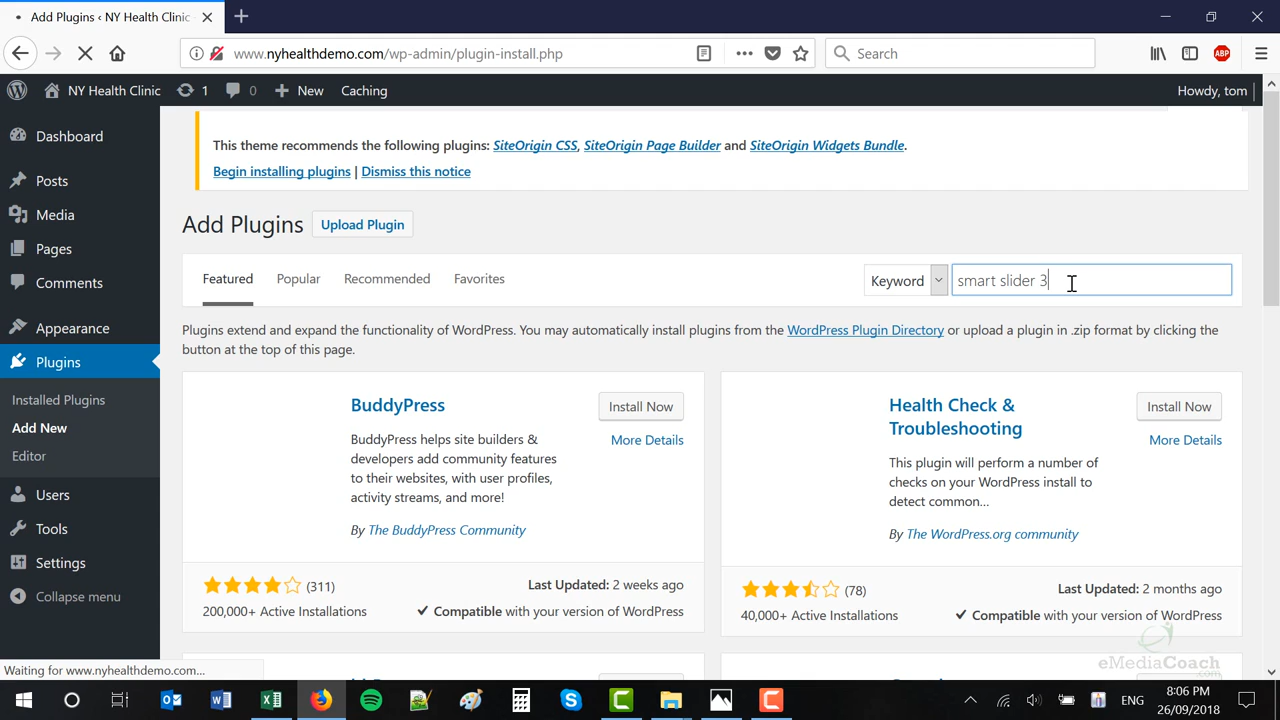 Add Plugins ‹ NY Health Clinic
www.nyhealthdemo.com/wp-admin/plugin-install.php
Search
ABP
NY Health Clinic
1
0
New
Caching
Howdy, tom
Dashboard
Posts
Media
Pages
Comments
Appearance
Plugins
Installed Plugins
Add New
Editor
Users
Tools
Settings
Collapse menu
This theme recommends the following plugins: SiteOrigin CSS, SiteOrigin Page Builder and SiteOrigin Widgets Bundle.
Begin installing plugins | Dismiss this notice
Add Plugins
Upload Plugin
Featured
Popular
Recommended
Favorites
Keyword
smart slider 3
Plugins extend and expand the functionality of WordPress. You may automatically install plugins from the WordPress Plugin Directory or upload a plugin in .zip format by clicking the
button at the top of this page.
BuddyPress
Install Now
More Details
BuddyPress helps site builders &
developers add community features
to their websites, with user profiles,
activity streams, and more!
By The BuddyPress Community
(311)
200,000+ Active Installations
Last Updated: 2 weeks ago
Compatible with your version of WordPress
Health Check &
Troubleshooting
Install Now
More Details
This plugin will perform a number of
checks on your WordPress install to
detect common...
By The WordPress.org community
(78)
40,000+ Active Installations
Last Updated: 2 months ago
Compatible with your version of WordPress
eMediaCoach
Waiting for www.nyhealthdemo.com...
ENG
8:06 PM
26/09/2018